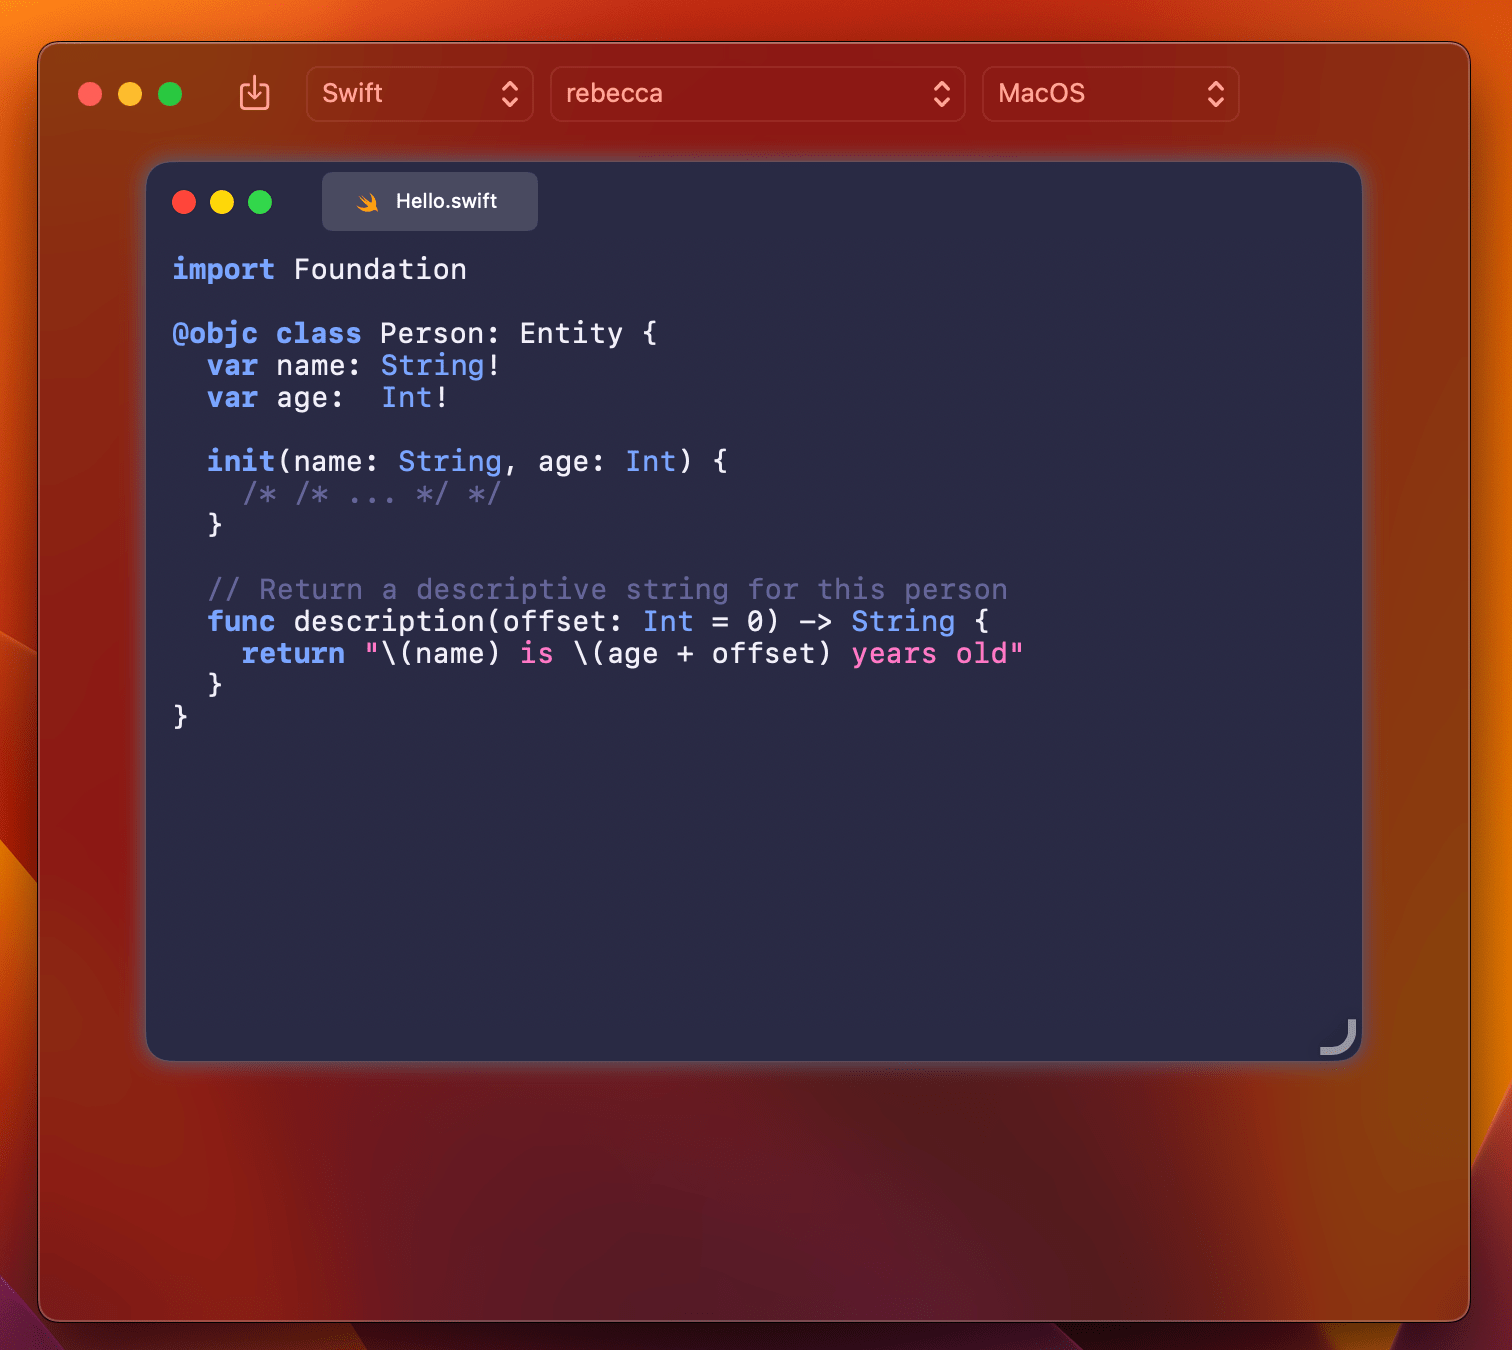 Swift rebecca MacOS
Hello.swift
import Foundation
@objc class Person: Entity {
  var name: String!
  var age:  Int!
  init(name: String, age: Int) {
    /* /* ... */ */
  }
  // Return a descriptive string for this person
  func description(offset: Int = 0) -> String {
    return "\(name) is \(age + offset) years old"
  }
}